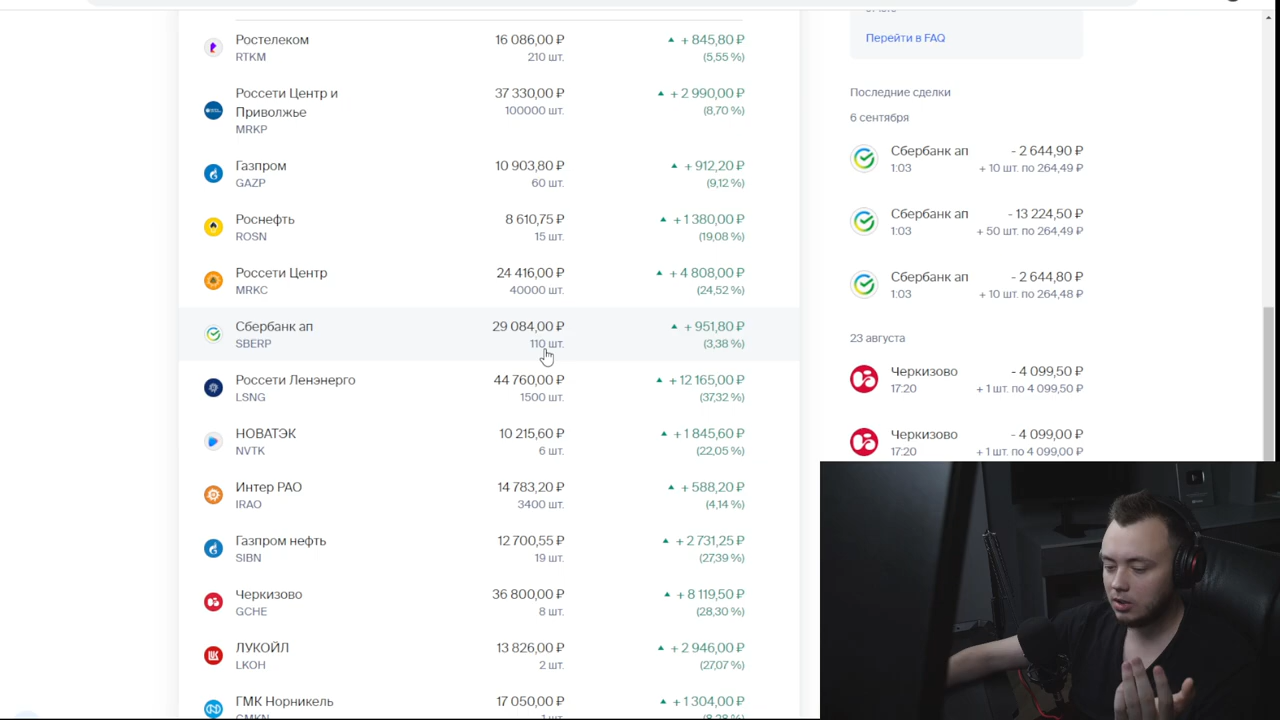 Ростелеком 16 086,00 ₽ + 845,80 ₽
RTKM 210 шт. (5,55 %)
Россети Центр и 37 330,00 ₽ + 2 990,00 ₽
Приволжье 100000 шт. (8,70 %)
MRKP
Газпром 10 903,80 ₽ + 912,20 ₽
GAZP 60 шт. (9,12 %)
Роснефть 8 610,75 ₽ + 1 380,00 ₽
ROSN 15 шт. (19,08 %)
Россети Центр 24 416,00 ₽ + 4 808,00 ₽
MRKC 40000 шт. (24,52 %)
Сбербанк ап 29 084,00 ₽ + 951,80 ₽
SBERP 110 шт. (3,38 %)
Россети Ленэнерго 44 760,00 ₽ + 12 165,00 ₽
LSNG 1500 шт. (37,32 %)
НОВАТЭК 10 215,60 ₽ + 1 845,60 ₽
NVTK 6 шт. (22,05 %)
Интер РАО 14 783,20 ₽ + 588,20 ₽
IRAO 3400 шт. (4,14 %)
Газпром нефть 12 700,55 ₽ + 2 731,25 ₽
SIBN 19 шт. (27,39 %)
Черкизово 36 800,00 ₽ + 8 119,50 ₽
GCHE 8 шт. (28,30 %)
ЛУКОЙЛ 13 826,00 ₽ + 2 946,00 ₽
LKOH 2 шт. (27,07 %)
ГМК Норникель 17 050,00 ₽ + 1 304,00 ₽
Перейти в FAQ
Последние сделки
6 сентября
Сбербанк ап - 2 644,90 ₽
1:03 + 10 шт. по 264,49 ₽
Сбербанк ап - 13 224,50 ₽
1:03 + 50 шт. по 264,49 ₽
Сбербанк ап - 2 644,80 ₽
1:03 + 10 шт. по 264,48 ₽
23 августа
Черкизово - 4 099,50 ₽
17:20 + 1 шт. по 4 099,50 ₽
Черкизово - 4 099,00 ₽
17:20 + 1 шт. по 4 099,00 ₽